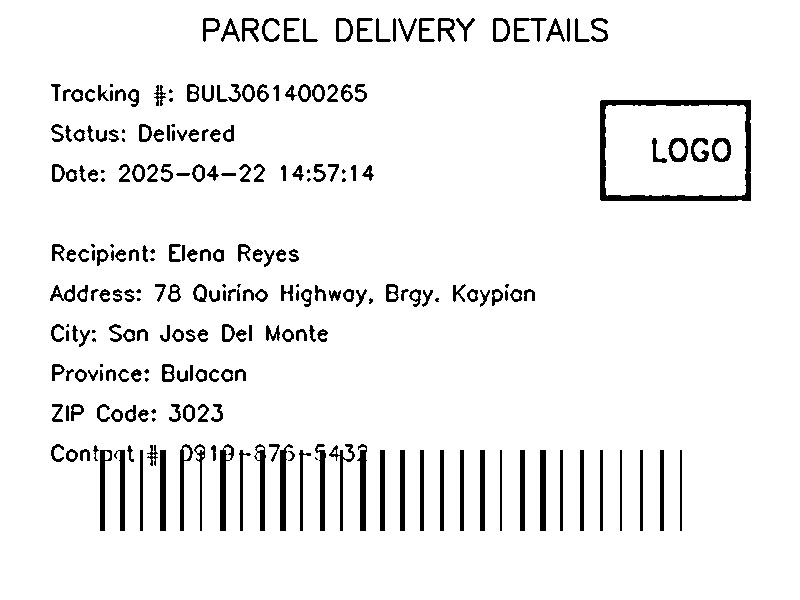 PARCEL DELIVERY DETAILS
Tracking #: BUL3061400265
Status: Delivered
Date: 2025-04-22 14:57:14
LOGO
Recipient: Elena Reyes
Address: 78 Quirino Highway, Brgy. Kaypian
City: San Jose Del Monte
Province: Bulacan
ZIP Code: 3023
Contact #: 0919-876-5432